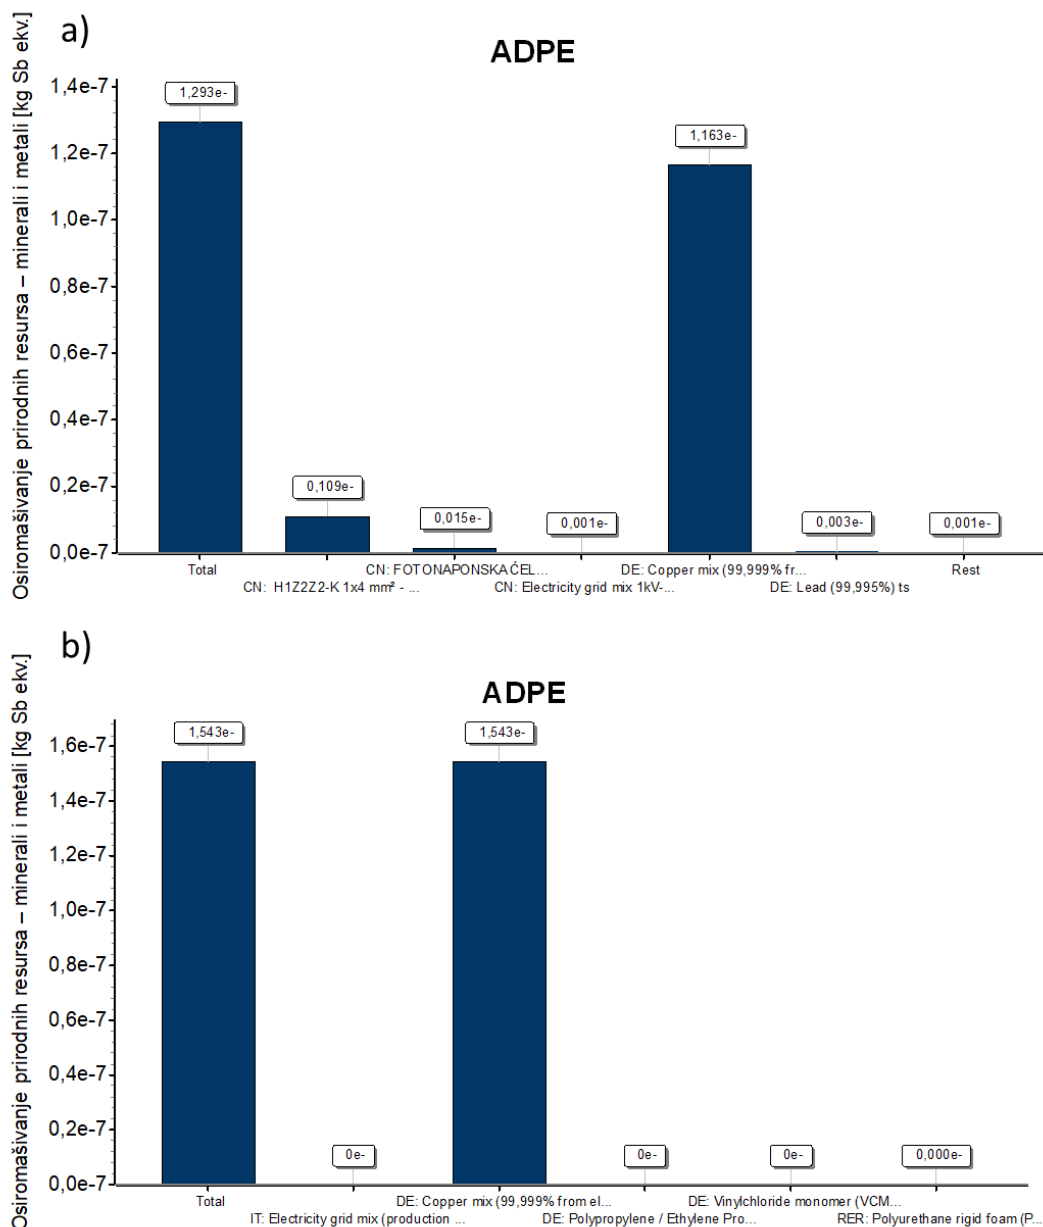 a)
ADPE
Osiromašivanje prirodnih resursa – minerali i metali [kg Sb ekv.]
1,4e-7
1,2e-7
1,0e-7
0,8e-7
0,6e-7
0,4e-7
0,2e-7
0,0e-7
1,293e-
0,109e-
0,015e-
0,001e-
1,163e-
0,003e-
0,001e-
Total
CN: FOTONAPONSKA ĆEL...
DE: Copper mix (99,999% fr...
Rest
CN: H1Z2Z2-K 1x4 mm² - ...
CN: Electricity grid mix 1kV-...
DE: Lead (99,995%) ts
b)
ADPE
Osiromašivanje prirodnih resursa – minerali i metali [kg Sb ekv.]
1,6e-7
1,4e-7
1,2e-7
1,0e-7
0,8e-7
0,6e-7
0,4e-7
0,2e-7
0,0e-7
1,543e-
0e-
1,543e-
0e-
0e-
0,000e-
Total
DE: Copper mix (99,999% from el...
DE: Vinylchloride monomer (VCM...
IT: Electricity grid mix (production ...
DE: Polypropylene / Ethylene Pro...
RER: Polyurethane rigid foam (P...